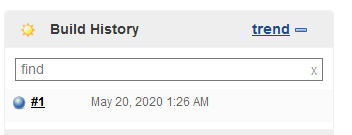 Build History trend
find x
#1 May 20, 2020 1:26 AM